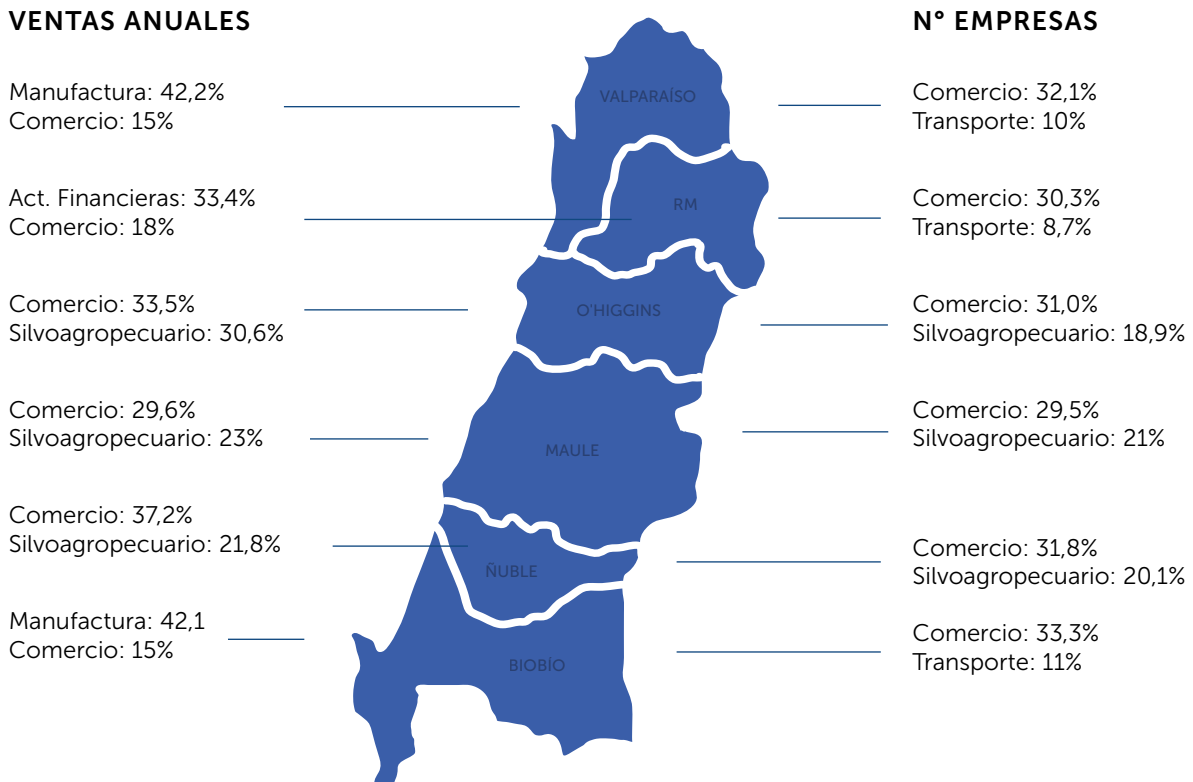 VENTAS ANUALES
Manufactura: 42,2%
Comercio: 15%
Act. Financieras: 33,4%
Comercio: 18%
Comercio: 33,5%
Silvoagropecuario: 30,6%
Comercio: 29,6%
Silvoagropecuario: 23%
Comercio: 37,2%
Silvoagropecuario: 21,8%
Manufactura: 42,1
Comercio: 15%
VALPARAÍSO
RM
O'HIGGINS
MAULE
ÑUBLE
BIOBÍO
N° EMPRESAS
Comercio: 32,1%
Transporte: 10%
Comercio: 30,3%
Transporte: 8,7%
Comercio: 31,0%
Silvoagropecuario: 18,9%
Comercio: 29,5%
Silvoagropecuario: 21%
Comercio: 31,8%
Silvoagropecuario: 20,1%
Comercio: 33,3%
Transporte: 11%